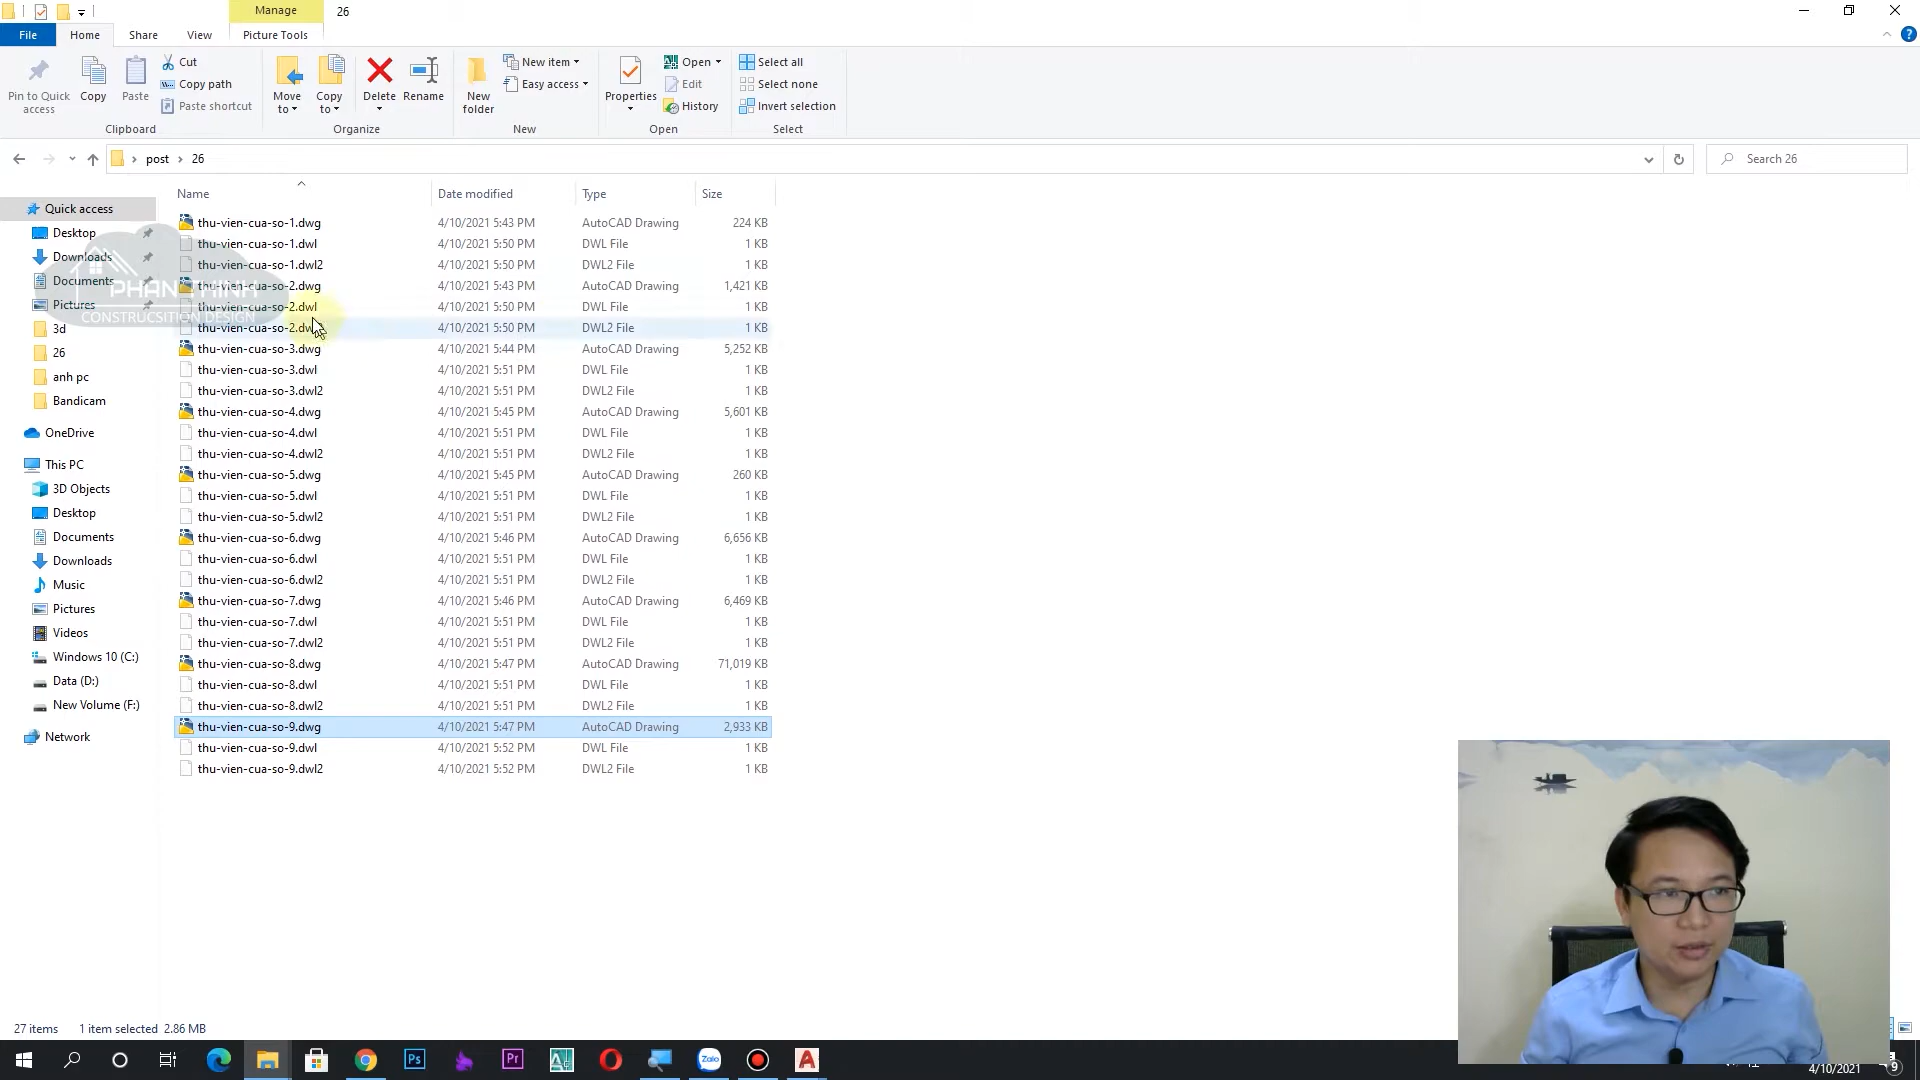 Manage
26
File
Home
Share
View
Picture Tools
Pin to Quick access
Copy
Paste
Cut
Copy path
Paste shortcut
Clipboard
Move to
Copy to
Delete
Rename
Organize
New folder
New item
Easy access
New
Properties
Open
Edit
History
Open
Select all
Select none
Invert selection
Select
post
26
Search 26
Name Date modified Type Size
thu-vien-cua-so-1.dwg 4/10/2021 5:43 PM AutoCAD Drawing 224 KB
thu-vien-cua-so-1.dwl 4/10/2021 5:50 PM DWL File 1 KB
thu-vien-cua-so-1.dwl2 4/10/2021 5:50 PM DWL2 File 1 KB
thu-vien-cua-so-2.dwg 4/10/2021 5:43 PM AutoCAD Drawing 1,421 KB
thu-vien-cua-so-2.dwl 4/10/2021 5:50 PM DWL File 1 KB
4/10/2021 5:50 PM DWL2 File 1 KB
thu-vien-cua-so-3.dwg 4/10/2021 5:44 PM AutoCAD Drawing 5,252 KB
thu-vien-cua-so-3.dwl 4/10/2021 5:51 PM DWL File 1 KB
thu-vien-cua-so-3.dwl2 4/10/2021 5:51 PM DWL2 File 1 KB
thu-vien-cua-so-4.dwg 4/10/2021 5:45 PM AutoCAD Drawing 5,601 KB
thu-vien-cua-so-4.dwl 4/10/2021 5:51 PM DWL File 1 KB
thu-vien-cua-so-4.dwl2 4/10/2021 5:51 PM DWL2 File 1 KB
thu-vien-cua-so-5.dwg 4/10/2021 5:45 PM AutoCAD Drawing 260 KB
thu-vien-cua-so-5.dwl 4/10/2021 5:51 PM DWL File 1 KB
thu-vien-cua-so-5.dwl2 4/10/2021 5:51 PM DWL2 File 1 KB
thu-vien-cua-so-6.dwg 4/10/2021 5:46 PM AutoCAD Drawing 6,656 KB
thu-vien-cua-so-6.dwl 4/10/2021 5:51 PM DWL File 1 KB
thu-vien-cua-so-6.dwl2 4/10/2021 5:51 PM DWL2 File 1 KB
thu-vien-cua-so-7.dwg 4/10/2021 5:46 PM AutoCAD Drawing 6,469 KB
thu-vien-cua-so-7.dwl 4/10/2021 5:51 PM DWL File 1 KB
thu-vien-cua-so-7.dwl2 4/10/2021 5:51 PM DWL2 File 1 KB
thu-vien-cua-so-8.dwg 4/10/2021 5:47 PM AutoCAD Drawing 71,019 KB
thu-vien-cua-so-8.dwl 4/10/2021 5:51 PM DWL File 1 KB
thu-vien-cua-so-8.dwl2 4/10/2021 5:51 PM DWL2 File 1 KB
thu-vien-cua-so-9.dwg 4/10/2021 5:47 PM AutoCAD Drawing 2,933 KB
thu-vien-cua-so-9.dwl 4/10/2021 5:52 PM DWL File 1 KB
thu-vien-cua-so-9.dwl2 4/10/2021 5:52 PM DWL2 File 1 KB
Quick access
Desktop
Downloads
Documents
Pictures
3d
26
anh pc
Bandicam
OneDrive
This PC
3D Objects
Desktop
Documents
Downloads
Music
Pictures
Videos
Windows 10 (C:)
Data (D:)
New Volume (F:)
Network
CONSTRUCSITION DESIGN
27 items 1 item selected 2.86 MB
Ps
Pr
Zalo
A
4/10/2021
9